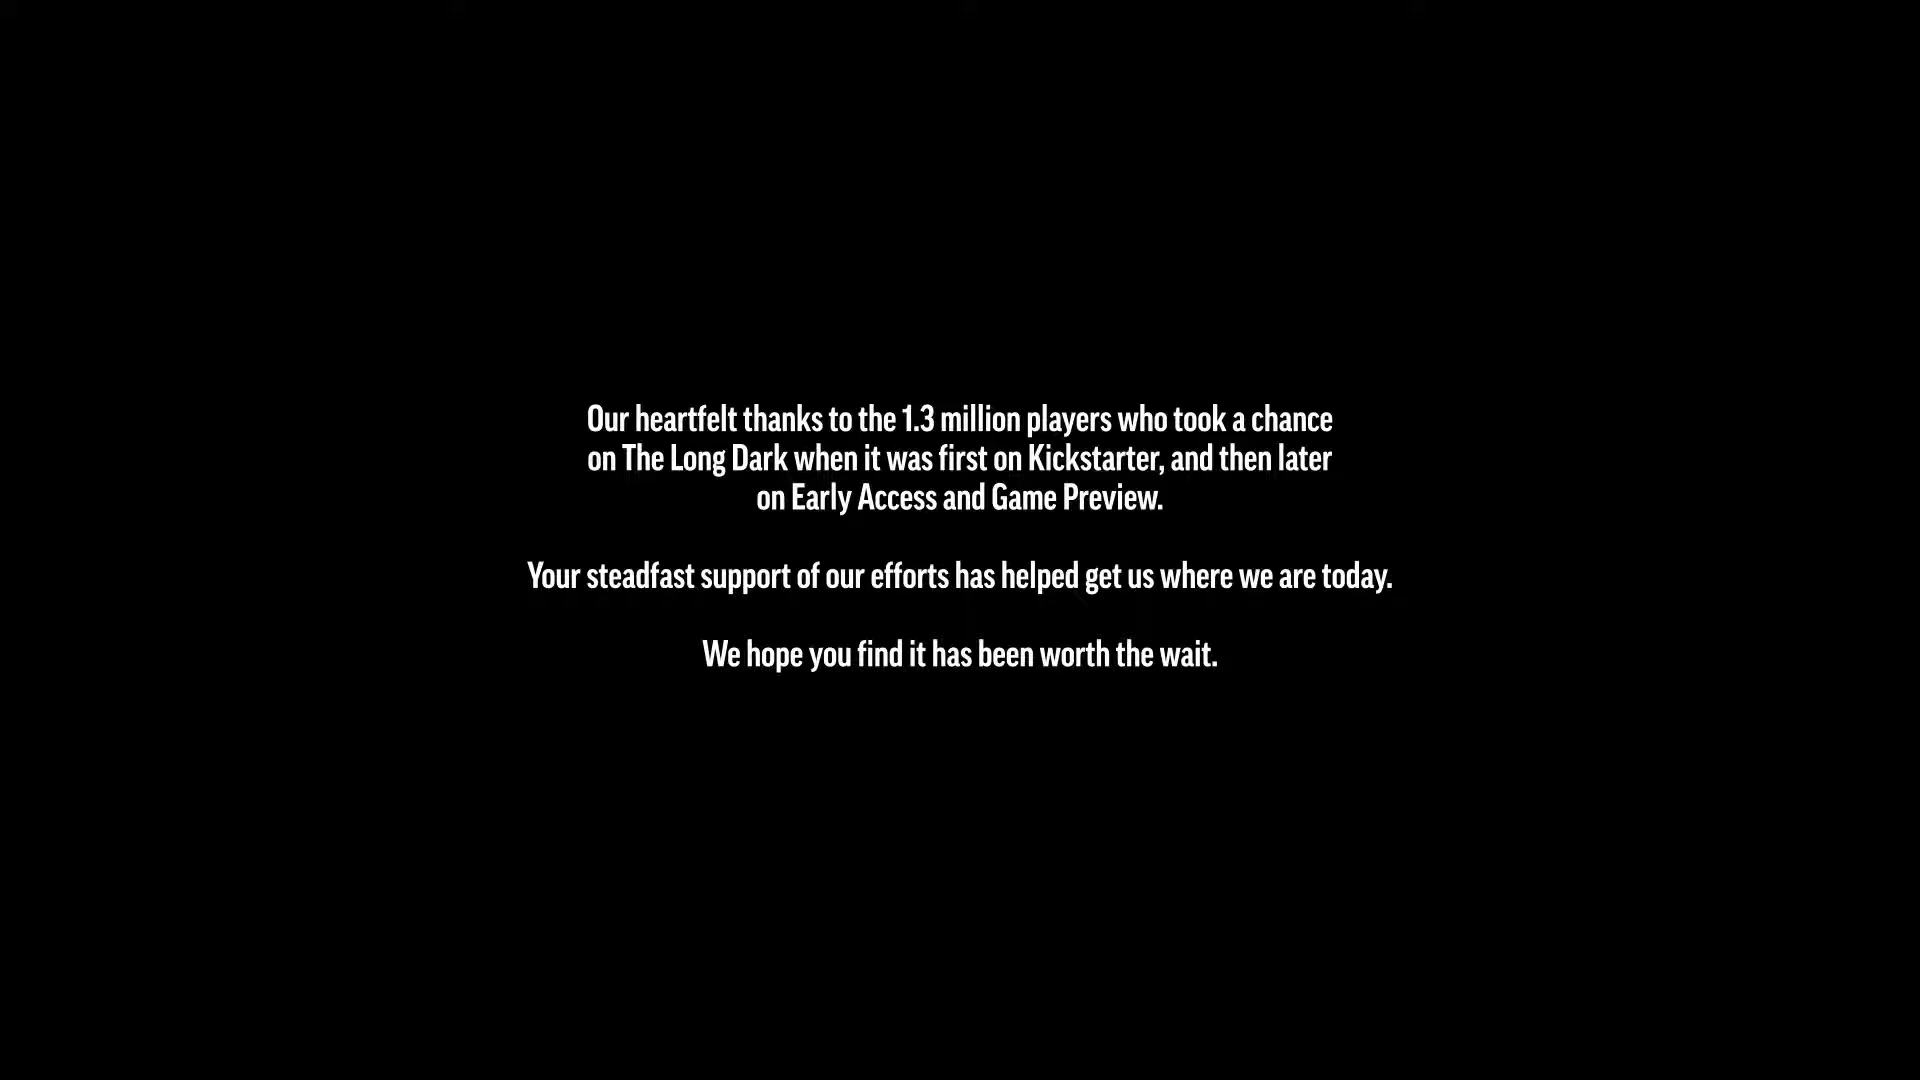 Our heartfelt thanks to the 1.3 million players who took a chance
on The Long Dark when it was first on Kickstarter, and then later
on Early Access and Game Preview.
Your steadfast support of our efforts has helped get us where we are today.
We hope you find it has been worth the wait.